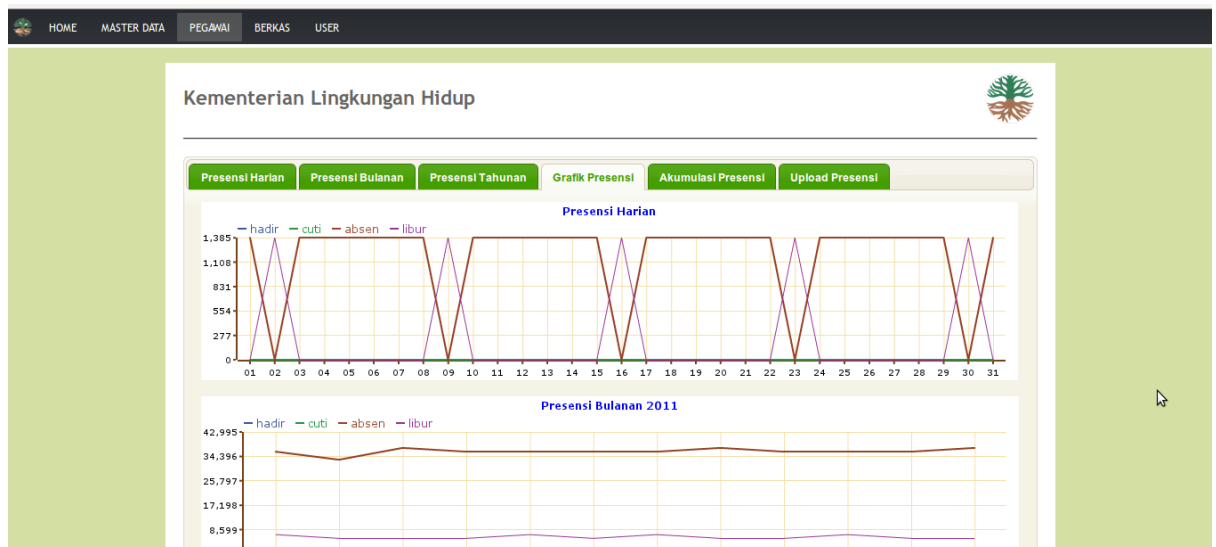 HOME MASTER DATA PEGAWAI BERKAS USER
Kementerian Lingkungan Hidup
Presensi Harian Presensi Bulanan Presensi Tahunan Grafik Presensi Akumulasi Presensi Upload Presensi
Presensi Harian
hadir cuti absen libur
1,385
1,108
831
554
277
0
01 02 03 04 05 06 07 08 09 10 11 12 13 14 15 16 17 18 19 20 21 22 23 24 25 26 27 28 29 30 31
Presensi Bulanan 2011
hadir cuti absen libur
42,995
34,396
25,797
17,198
8,599